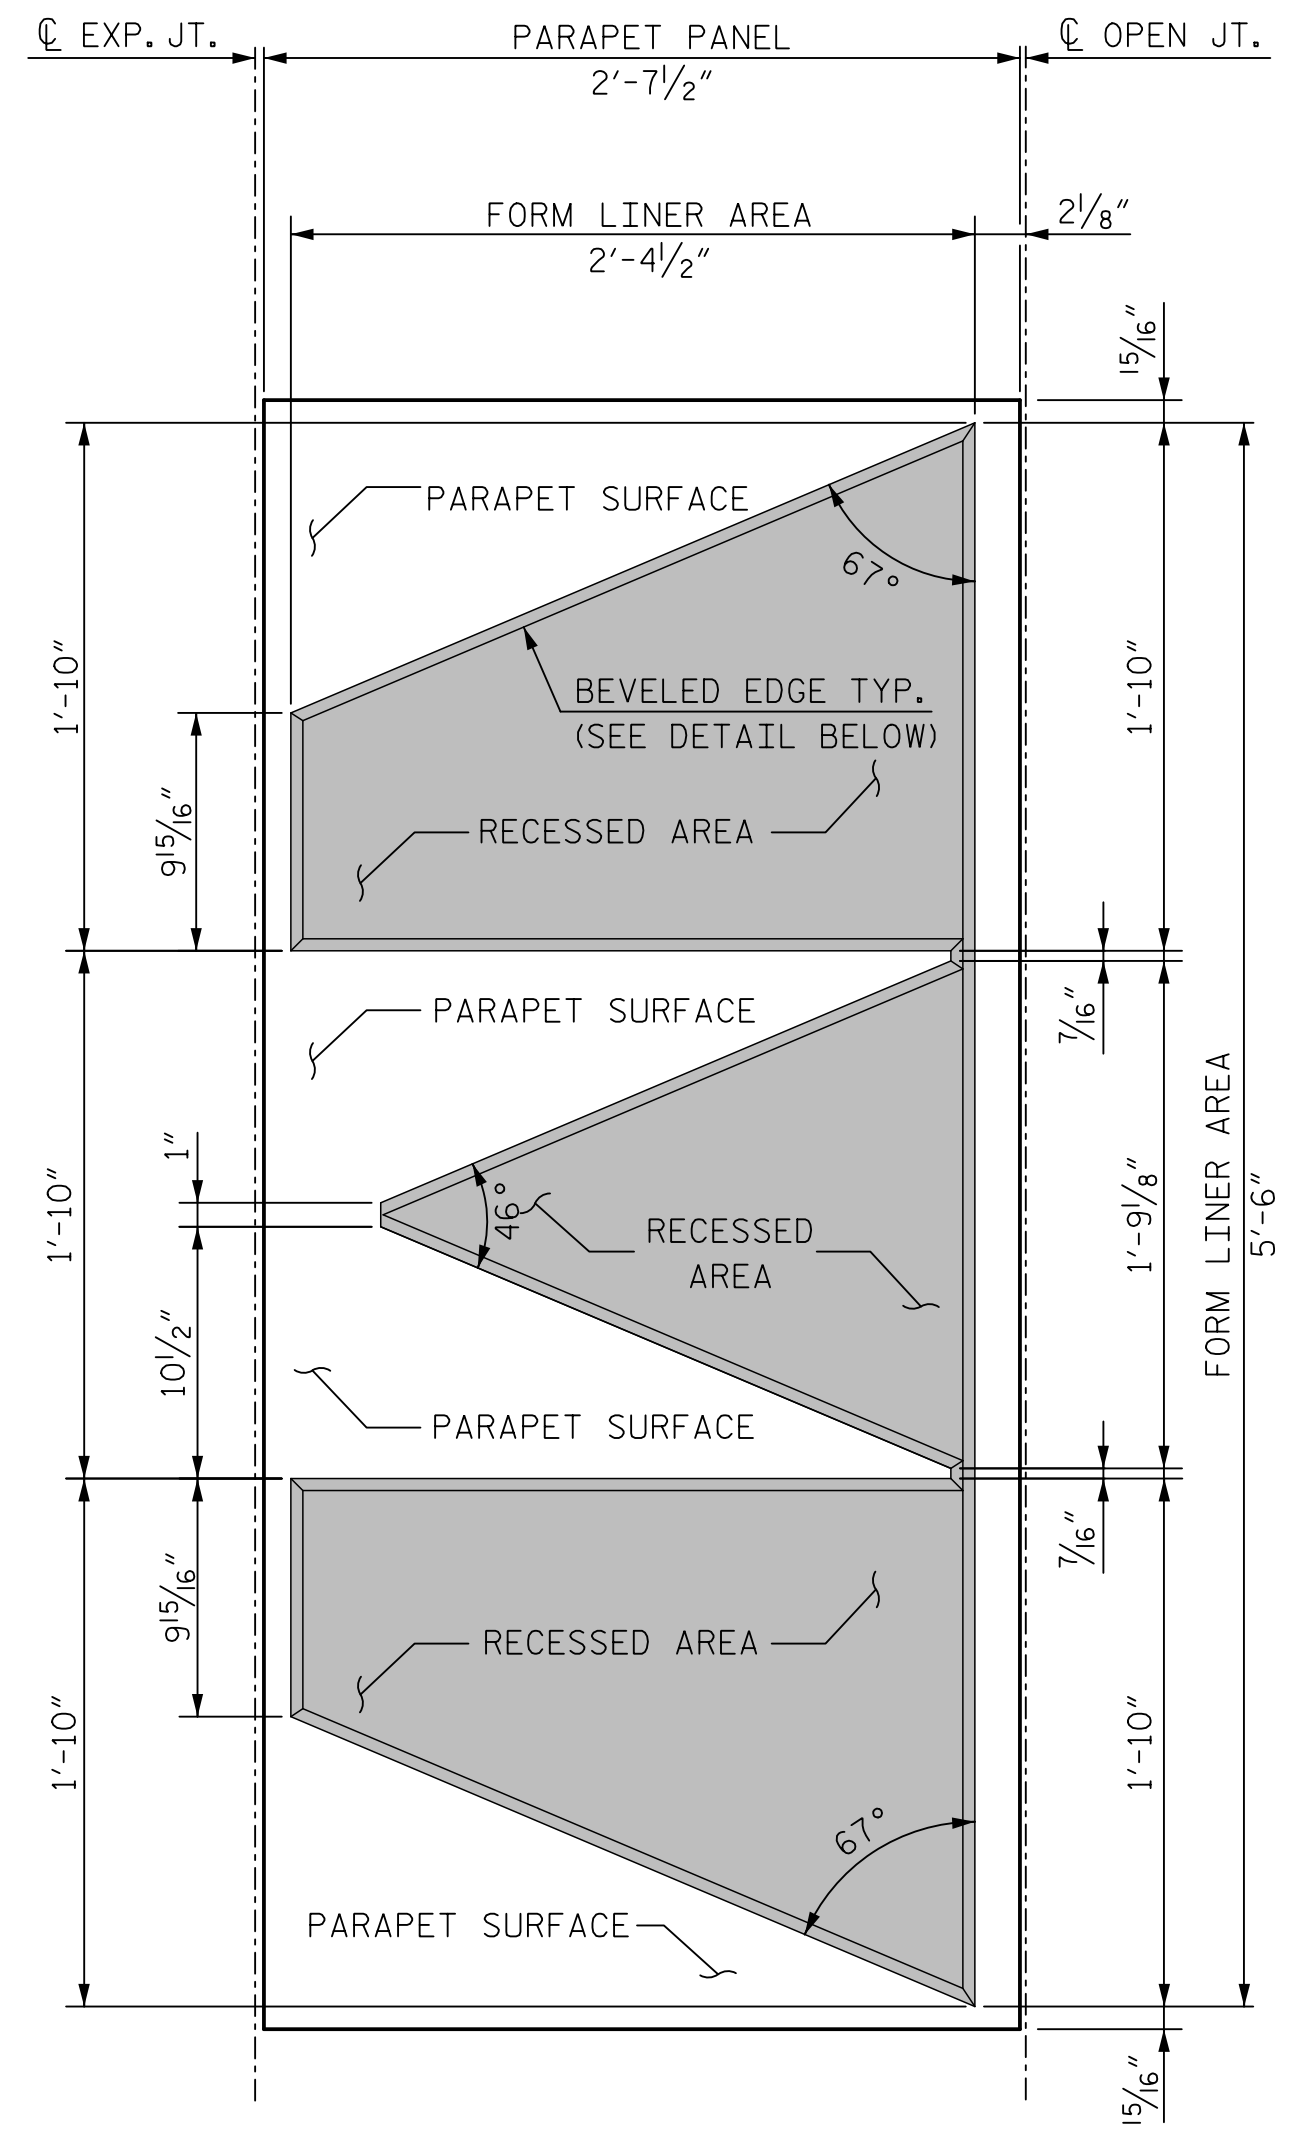 ℄ EXP. JT.
PARAPET PANEL
℄ OPEN JT.
2'-7½"
FORM LINER AREA
2⅛"
2'-4½"
15/16"
PARAPET SURFACE
67°
1'-10"
1'-10"
BEVELED EDGE TYP.
(SEE DETAIL BELOW)
9 15/16"
RECESSED AREA
PARAPET SURFACE
7/16"
1"
1'-10"
46°
RECESSED
AREA
1'-9⅛"
FORM LINER AREA
5'-6"
10½"
PARAPET SURFACE
7/16"
9 15/16"
RECESSED AREA
1'-10"
1'-10"
67°
PARAPET SURFACE
15/16"